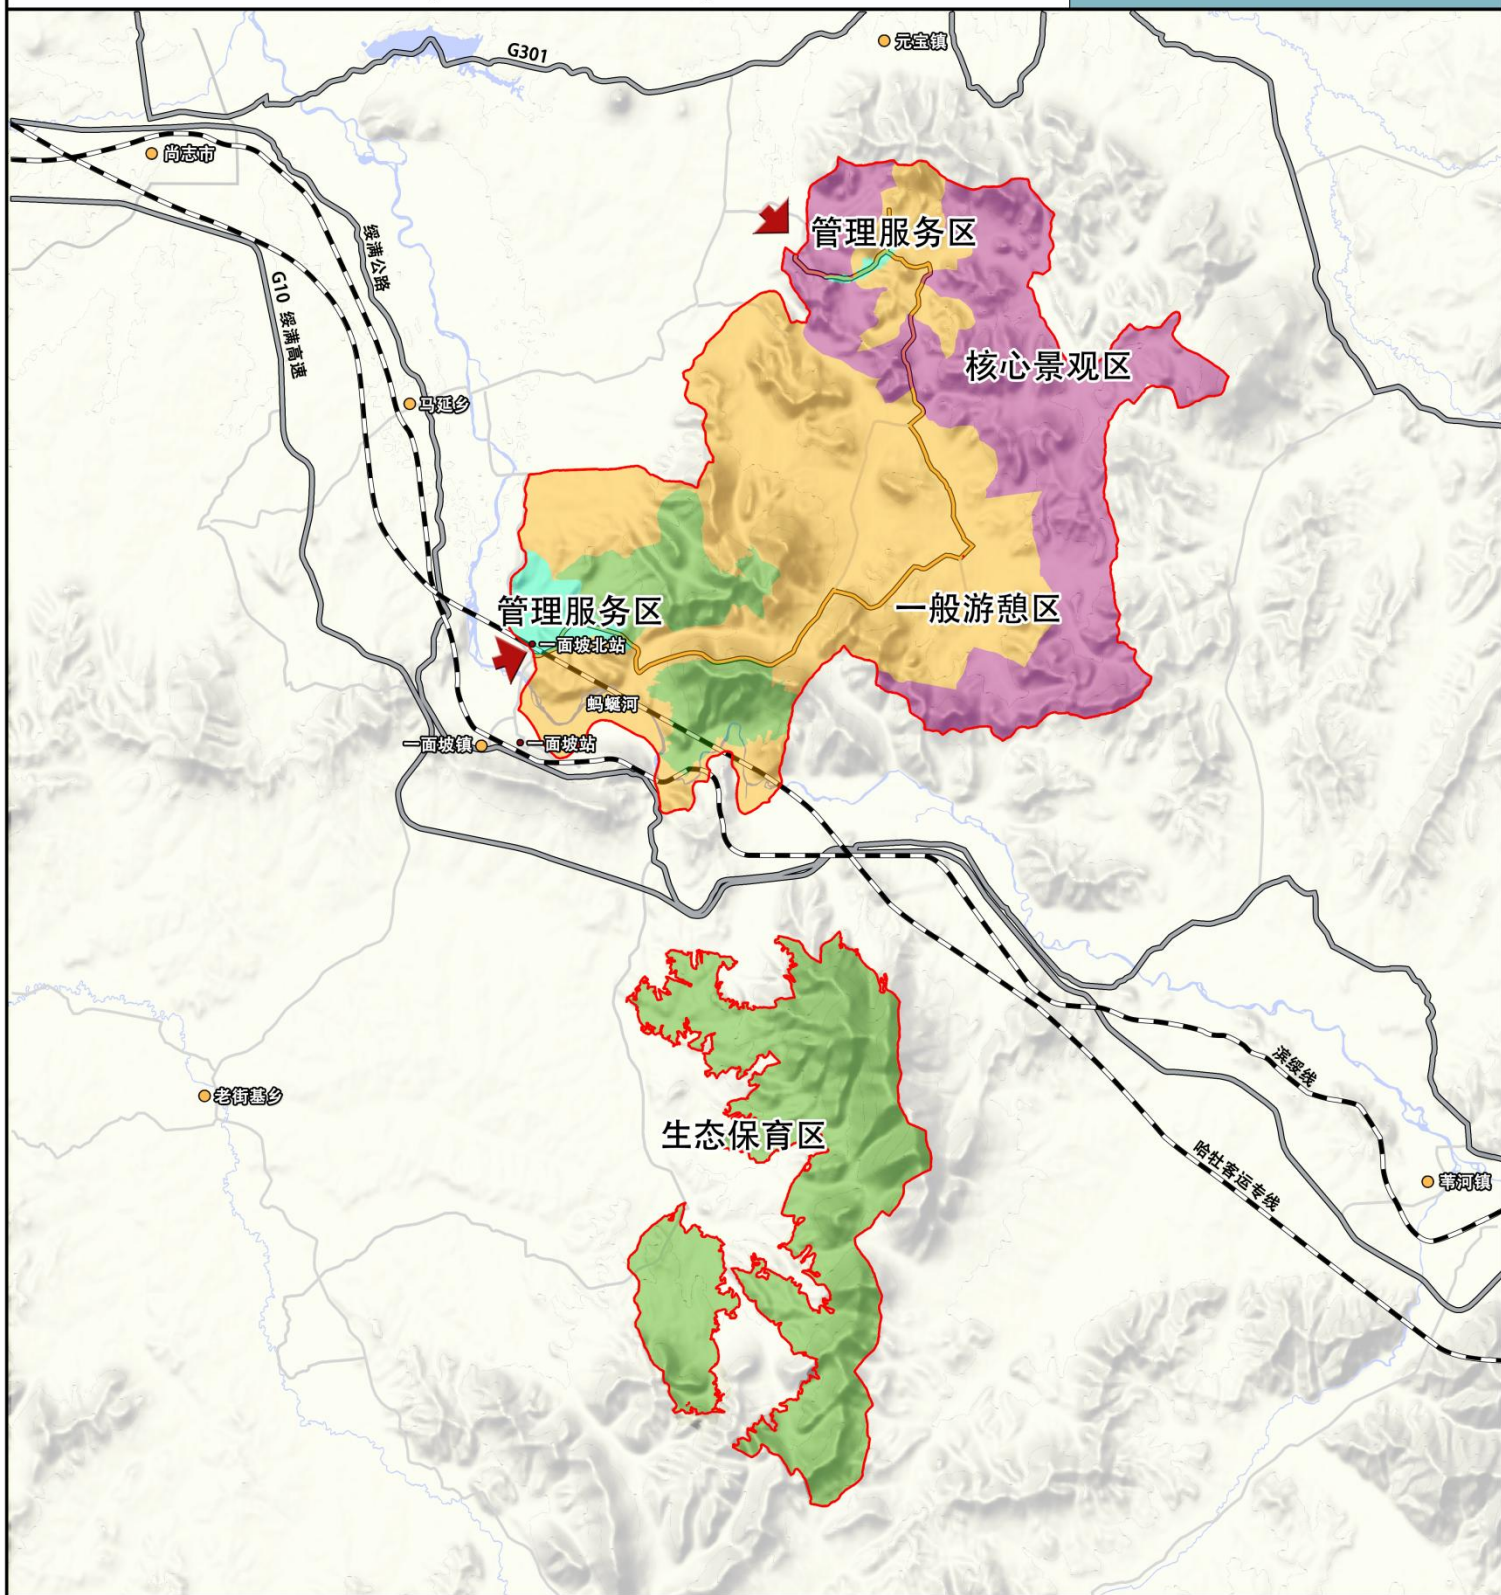 G301
元宝镇
尚志市
管理服务区
绥满公路
G10 绥满高速
核心景观区
马延乡
管理服务区
一般游憩区
一面坡北站
蚂蜒河
一面坡镇
一面坡站
滨绥线
老街基乡
生态保育区
哈牡客运专线
苇河镇